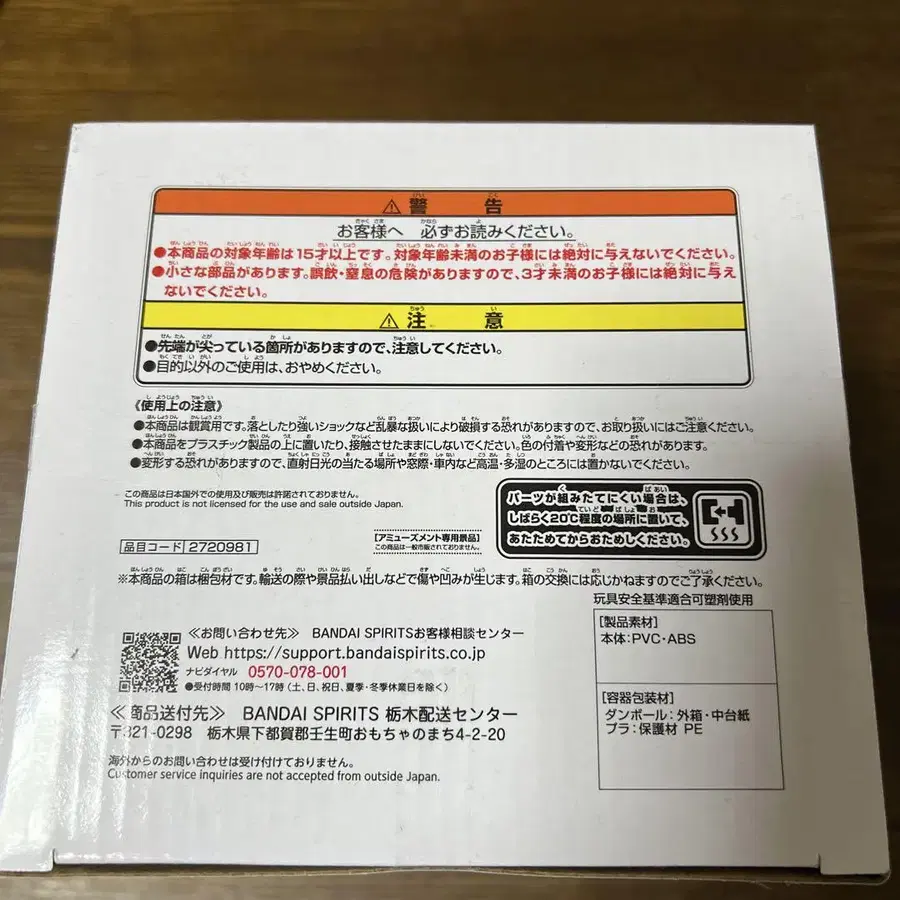 ⚠警告
お客様へ 必ずお読みください。
●本商品の対象年齢は15才以上です。対象年齢未満のお子様には絶対に与えないでください。
●小さな部品があります。誤飲・窒息の危険がありますので、3才未満のお子様には絶対に与え
ないでください。
⚠注意
●先端が尖っている箇所がありますので、注意してください。
●目的以外のご使用は、おやめください。
《使用上の注意》
●本商品は観賞用です。落としたり強いショックなど乱暴な扱いにより破損する恐れがありますので、お取り扱いにはご注意ください。
●本商品をプラスチック製品の上に置いたり、接触させたままにしないでください。色の付着や変形などの恐れがあります。
●変形する恐れがありますので、直射日光の当たる場所や窓際・車内など高温・多湿のところには置かないでください。
この商品は日本国外での使用及び販売は許諾されておりません。
This product is not licensed for the use and sale outside Japan.
パーツが組みたてにくい場合は、
しばらく20℃程度の場所に置いて、
あたためてからおためしください。
[アミューズメント専用景品]
この商品は一般市販されておりません。
品目コード 2720981
※本商品の箱は梱包材です。輸送の際や景品払い出しなどで傷や凹みが生じます。箱の交換には応じかねますのでご了承ください。
玩具安全基準適合可塑剤使用
[製品素材]
本体:PVC・ABS
[容器包装材]
ダンボール:外箱・中台紙
プラ:保護材 PE
≪お問い合わせ先≫ BANDAI SPIRITSお客様相談センター
Web https://support.bandaispirits.co.jp
ナビダイヤル 0570-078-001
●受付時間 10時～17時(土、日、祝日、夏季・冬季休業日を除く)
≪商品送付先≫ BANDAI SPIRITS 栃木配送センター
〒321-0298 栃木県下都賀郡壬生町おもちゃのまち4-2-20
海外からのお問い合わせは受け付けておりません。
Customer service inquiries are not accepted from outside Japan.